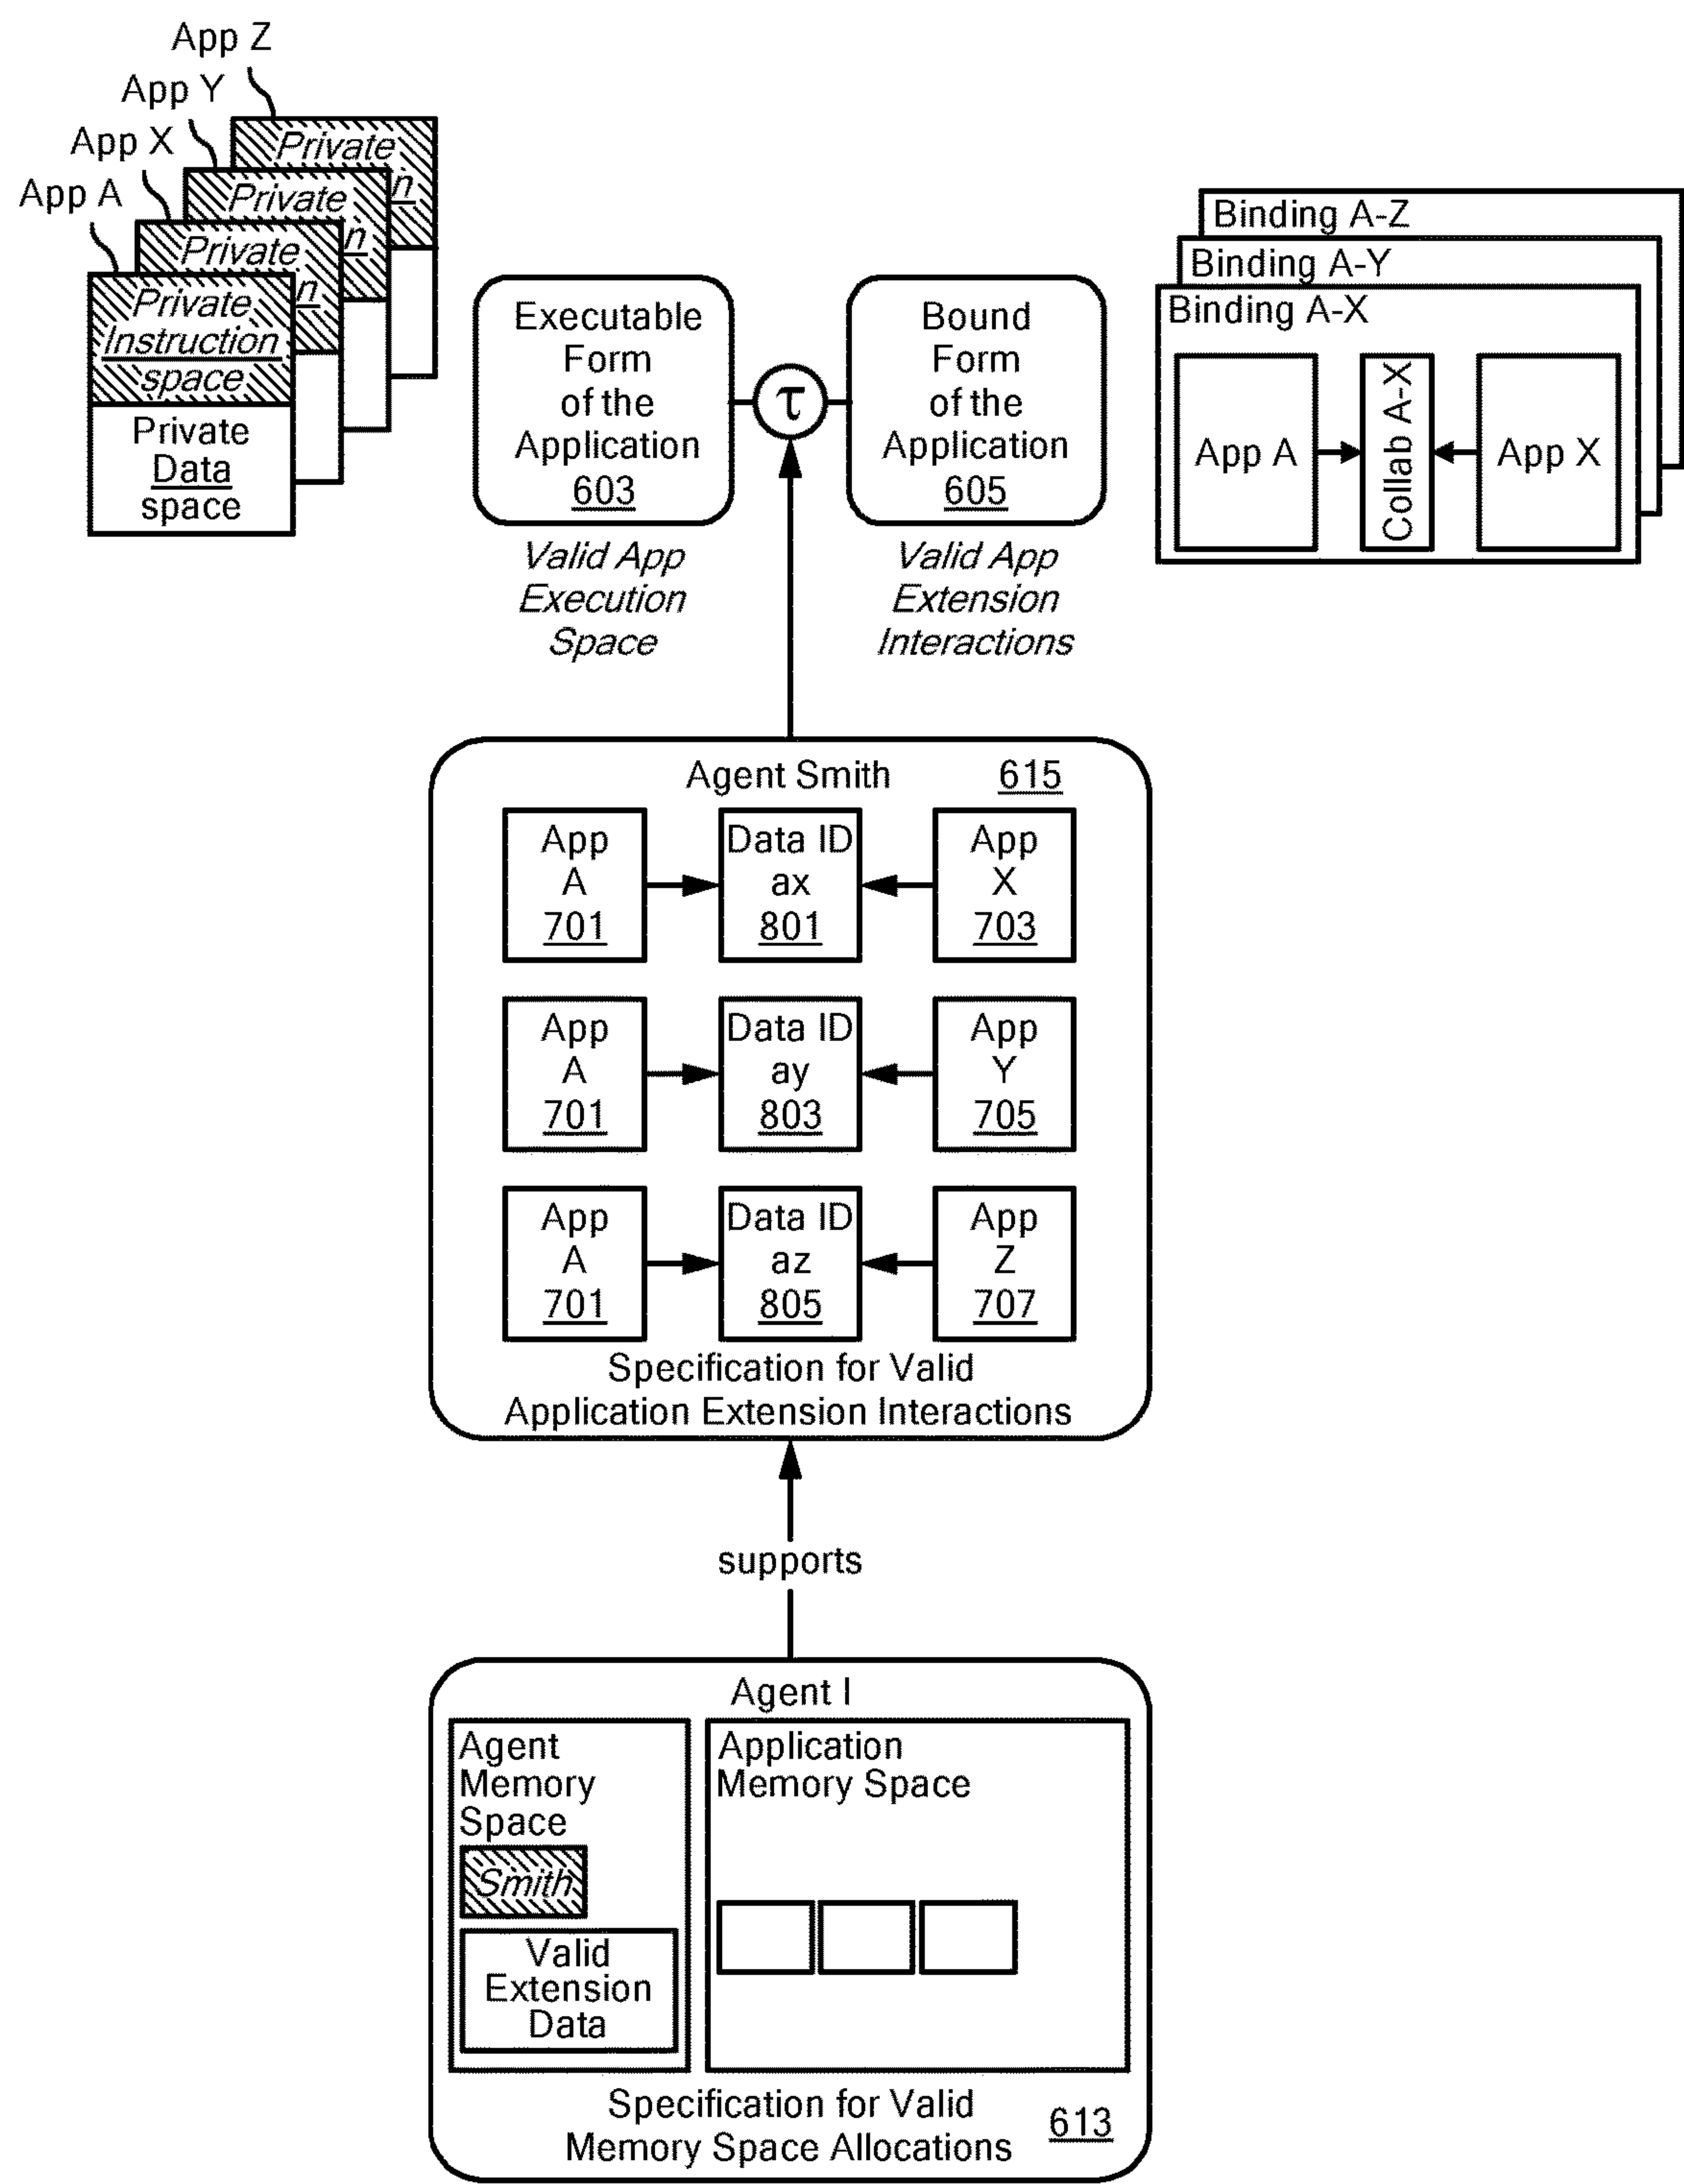 App Z
App Y
App X
App A
Private
n
Private
n
Private
n
Private
Instruction
space
Private
Data
space
Executable
Form
of the
Application
603
Valid App
Execution
Space
τ
Bound
Form
of the
Application
605
Valid App
Extension
Interactions
Binding A-Z
Binding A-Y
Binding A-X
App A
Collab A-X
App X
Agent Smith 615
App
A
701
Data ID
ax
801
App
X
703
App
A
701
Data ID
ay
803
App
Y
705
App
A
701
Data ID
az
805
App
Z
707
Specification for Valid
Application Extension Interactions
supports
Agent I
Agent
Memory
Space
Smith
Valid
Extension
Data
Application
Memory Space
Specification for Valid
Memory Space Allocations
613